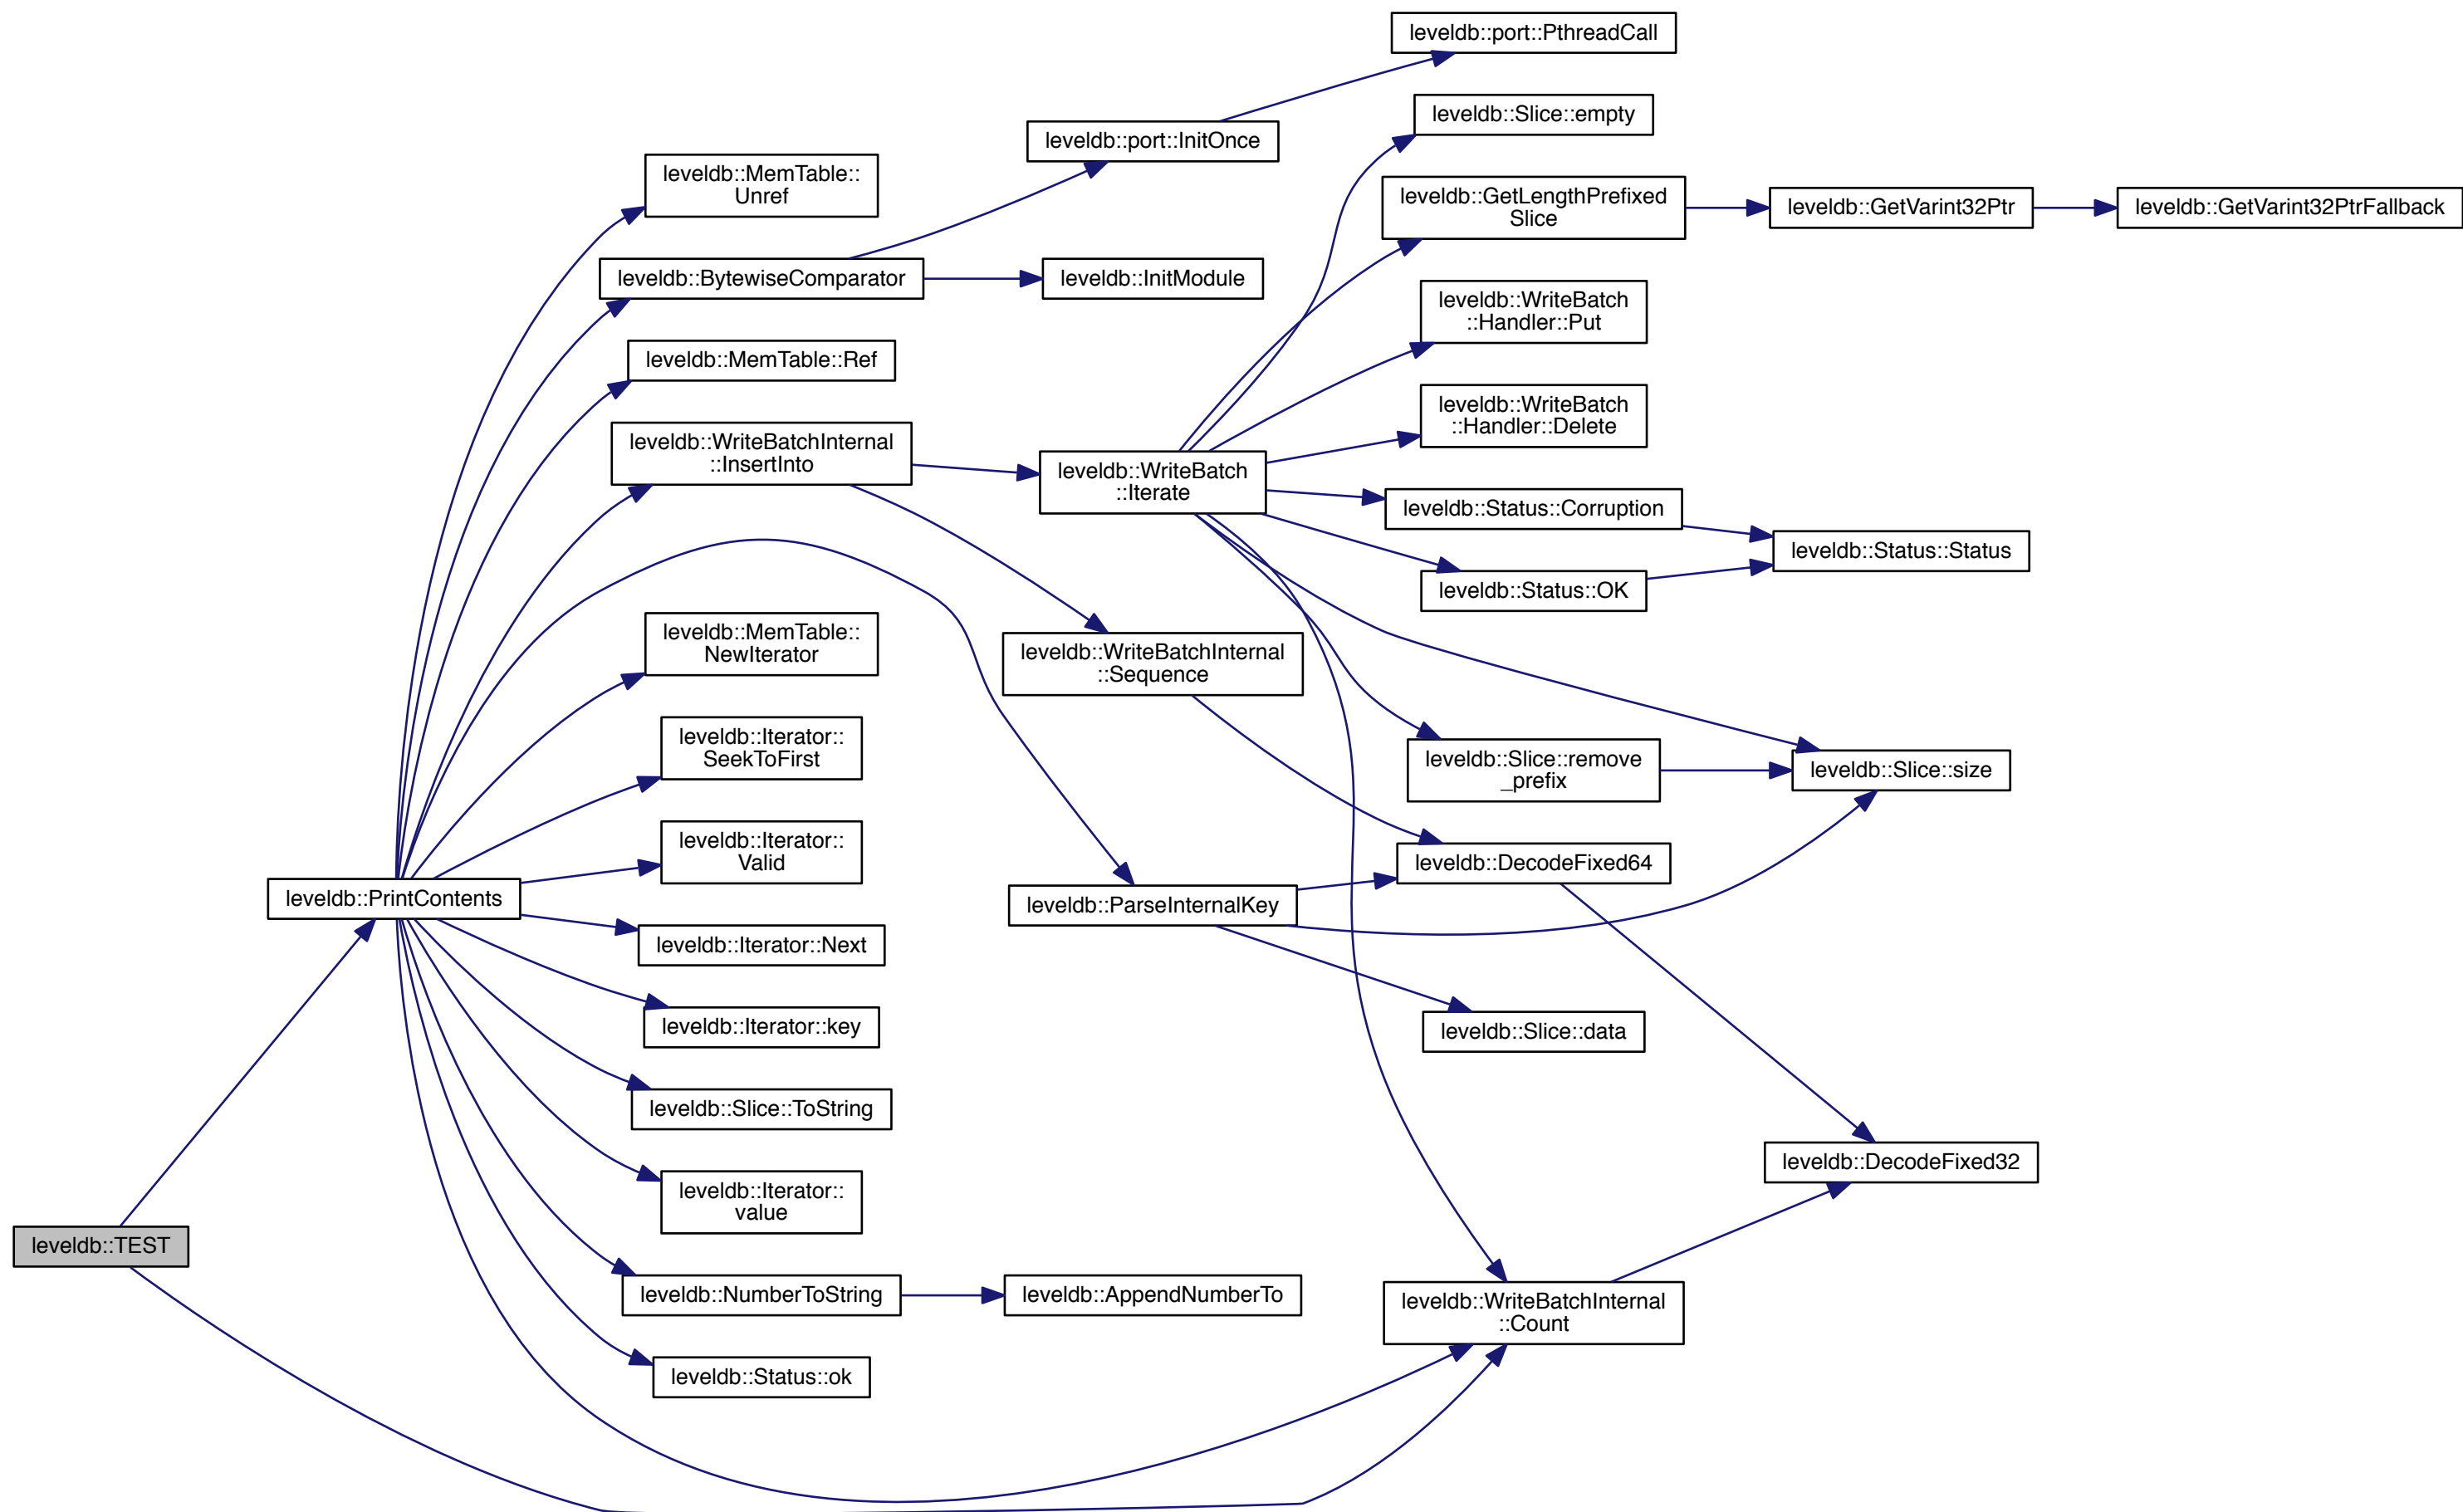 leveldb::port::PthreadCall
leveldb::Slice::empty
leveldb::port::InitOnce
leveldb::MemTable::
Unref
leveldb::GetLengthPrefixed
Slice
leveldb::GetVarint32Ptr
leveldb::GetVarint32PtrFallback
leveldb::BytewiseComparator
leveldb::InitModule
leveldb::WriteBatch
::Handler::Put
leveldb::MemTable::Ref
leveldb::WriteBatch
::Handler::Delete
leveldb::WriteBatchInternal
::InsertInto
leveldb::WriteBatch
::Iterate
leveldb::Status::Corruption
leveldb::Status::Status
leveldb::Status::OK
leveldb::MemTable::
NewIterator
leveldb::WriteBatchInternal
::Sequence
leveldb::Iterator::
SeekToFirst
leveldb::Slice::remove
_prefix
leveldb::Slice::size
leveldb::Iterator::
Valid
leveldb::DecodeFixed64
leveldb::PrintContents
leveldb::ParseInternalKey
leveldb::Iterator::Next
leveldb::Iterator::key
leveldb::Slice::data
leveldb::Slice::ToString
leveldb::DecodeFixed32
leveldb::Iterator::
value
leveldb::TEST
leveldb::NumberToString
leveldb::AppendNumberTo
leveldb::WriteBatchInternal
::Count
leveldb::Status::ok